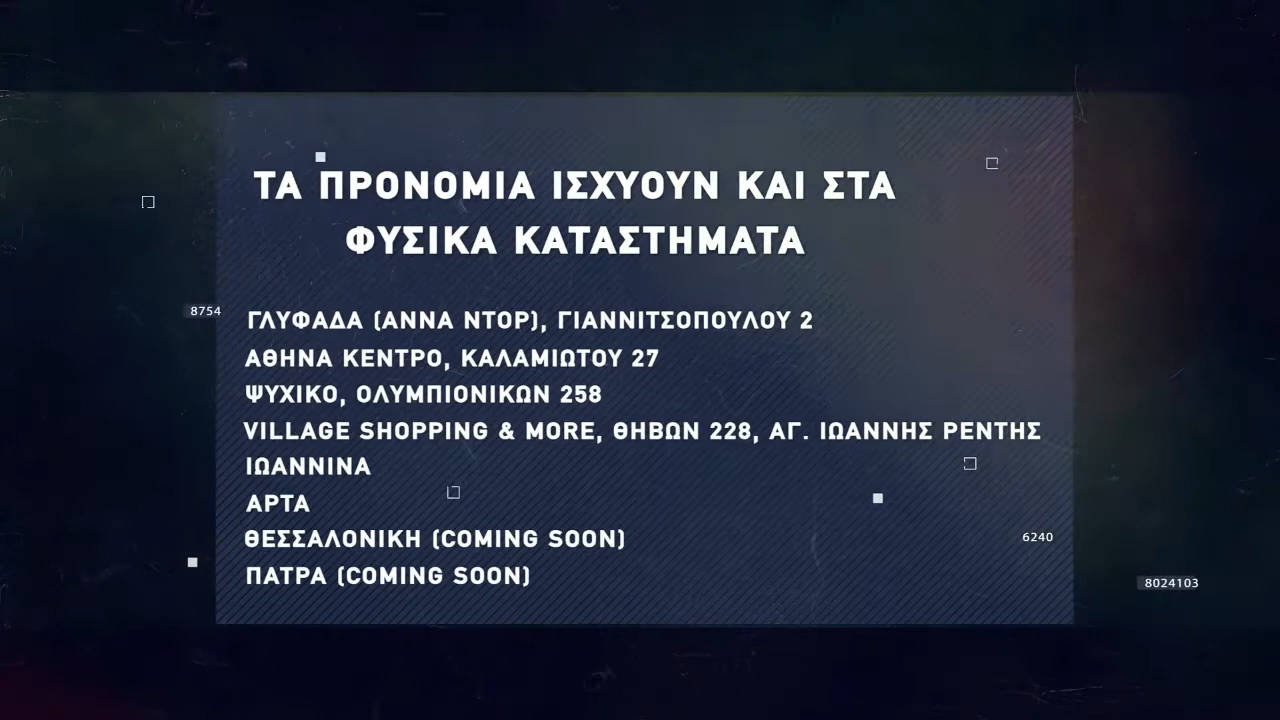 ΤΑ ΠΡΟΝΟΜΙΑ ΙΣΧΥΟΥΝ ΚΑΙ ΣΤΑ
ΦΥΣΙΚΑ ΚΑΤΑΣΤΗΜΑΤΑ
8754
ΓΛΥΦΑΔΑ (ΑΝΝΑ ΝΤΟΡ), ΓΙΑΝΝΙΤΣΟΠΟΥΛΟΥ 2
ΑΘΗΝΑ ΚΕΝΤΡΟ, ΚΑΛΑΜΙΩΤΟΥ 27
ΨΥΧΙΚΟ, ΟΛΥΜΠΙΟΝΙΚΩΝ 258
VILLAGE SHOPPING & MORE, ΘΗΒΩΝ 228, ΑΓ. ΙΩΑΝΝΗΣ ΡΕΝΤΗΣ
ΙΩΑΝΝΙΝΑ
ΑΡΤΑ
ΘΕΣΣΑΛΟΝΙΚΗ (COMING SOON)
6240
ΠΑΤΡΑ (COMING SOON)
8024103